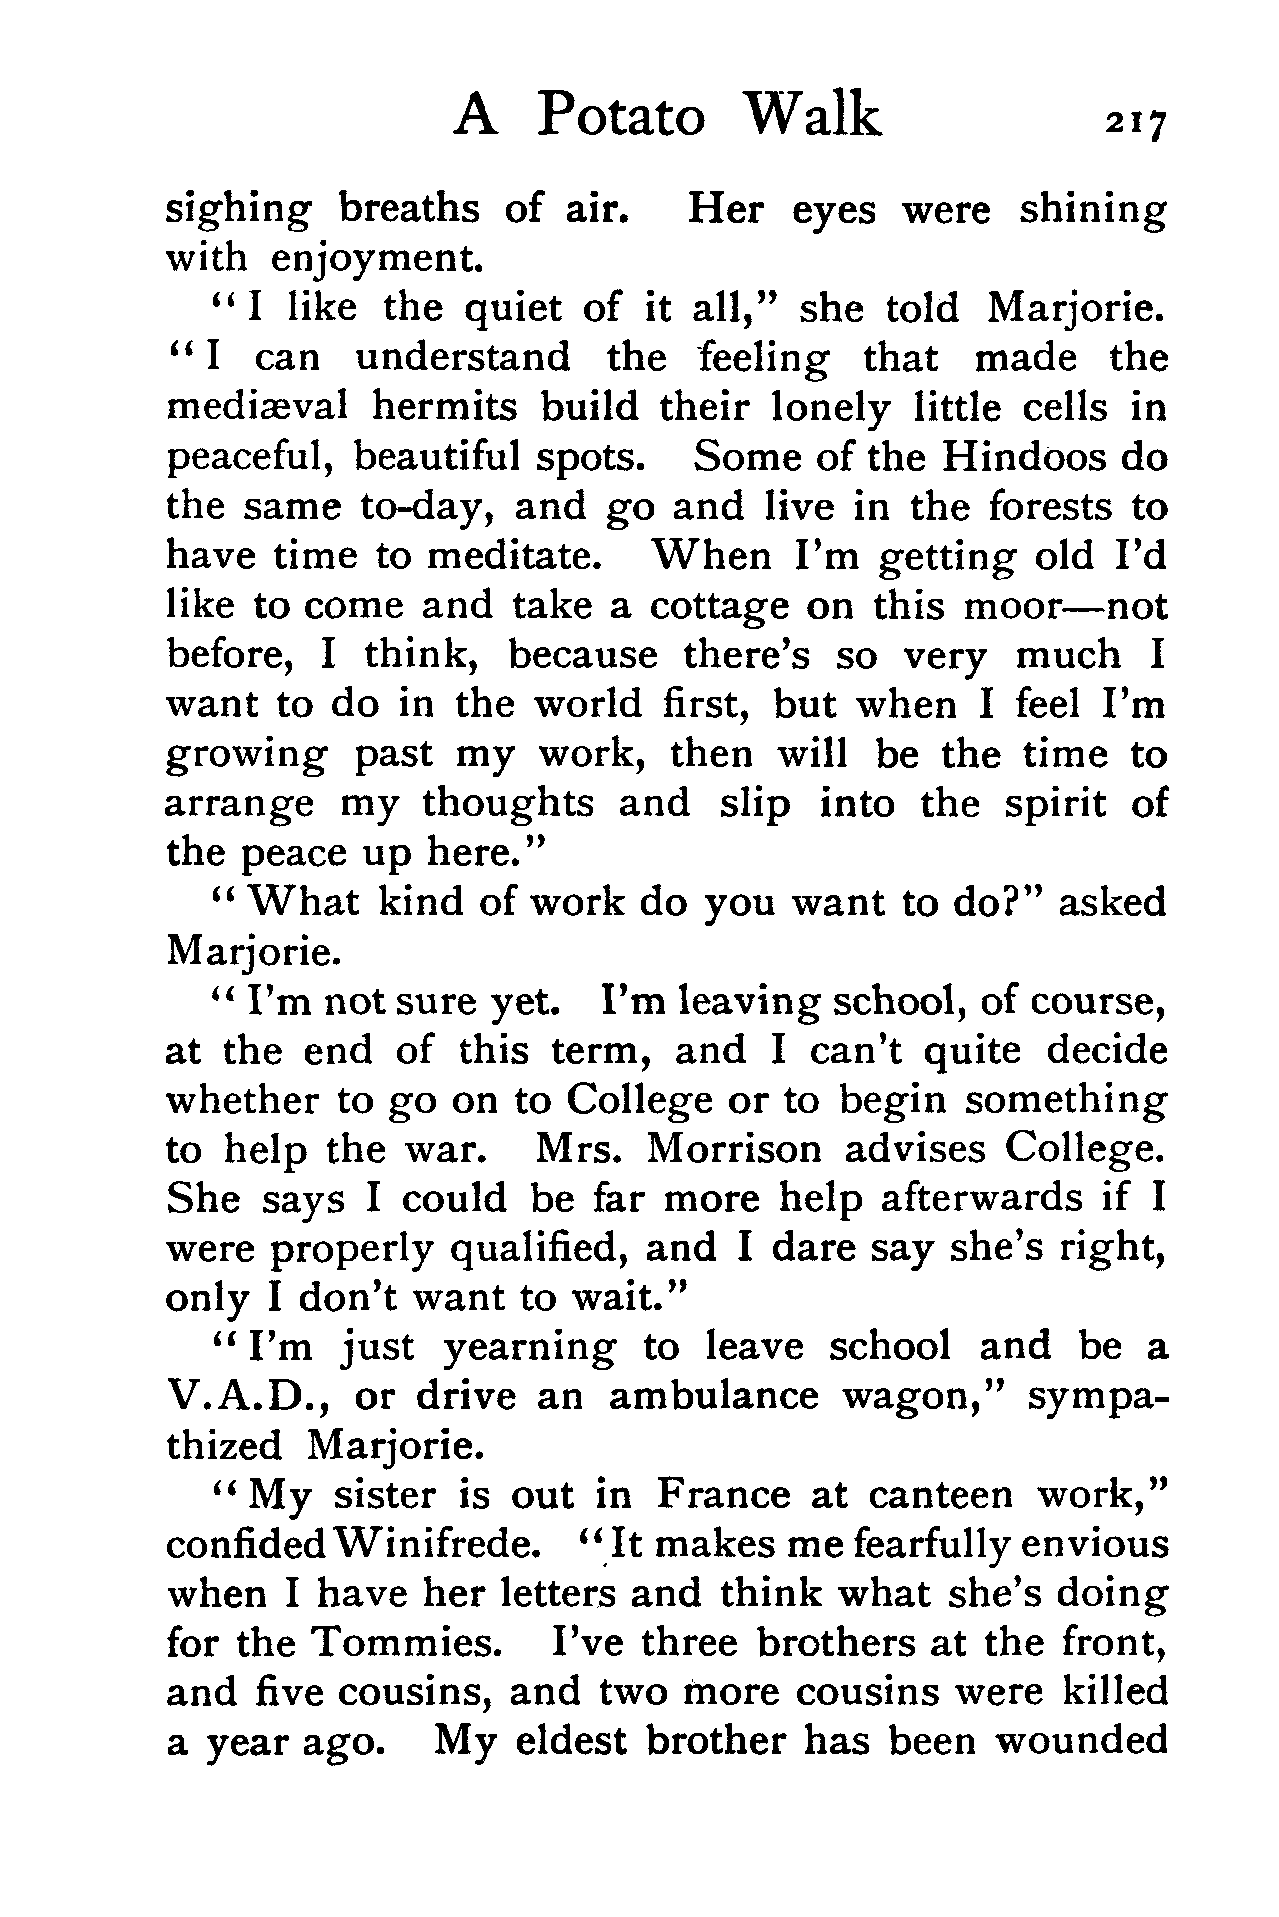 A Potato Walk 217
sighing breaths of air. Her eyes were shining
with enjoyment.
“I like the quiet of it all,” she told Marjorie.
“I can understand the feeling that made the
mediæval hermits build their lonely little cells in
peaceful, beautiful spots. Some of the Hindoos do
the same to-day, and go and live in the forests to
have time to meditate. When I’m getting old I’d
like to come and take a cottage on this moor—not
before, I think, because there’s so very much I
want to do in the world first, but when I feel I’m
growing past my work, then will be the time to
arrange my thoughts and slip into the spirit of
the peace up here.”
“What kind of work do you want to do?” asked
Marjorie.
“I’m not sure yet. I’m leaving school, of course,
at the end of this term, and I can’t quite decide
whether to go on to College or to begin something
to help the war. Mrs. Morrison advises College.
She says I could be far more help afterwards if I
were properly qualified, and I dare say she’s right,
only I don’t want to wait.”
“I’m just yearning to leave school and be a
V.A.D., or drive an ambulance wagon,” sympa-
thized Marjorie.
“My sister is out in France at canteen work,”
confided Winifrede. “It makes me fearfully envious
when I have her letters and think what she’s doing
for the Tommies. I’ve three brothers at the front,
and five cousins, and two more cousins were killed
a year ago. My eldest brother has been wounded